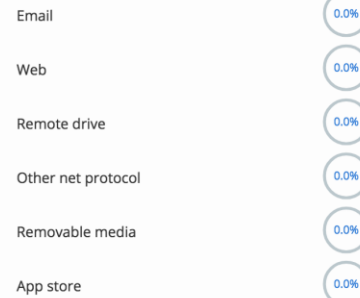 Email 0.0%
Web 0.0%
Remote drive 0.0%
Other net protocol 0.0%
Removable media 0.0%
App store 0.0%